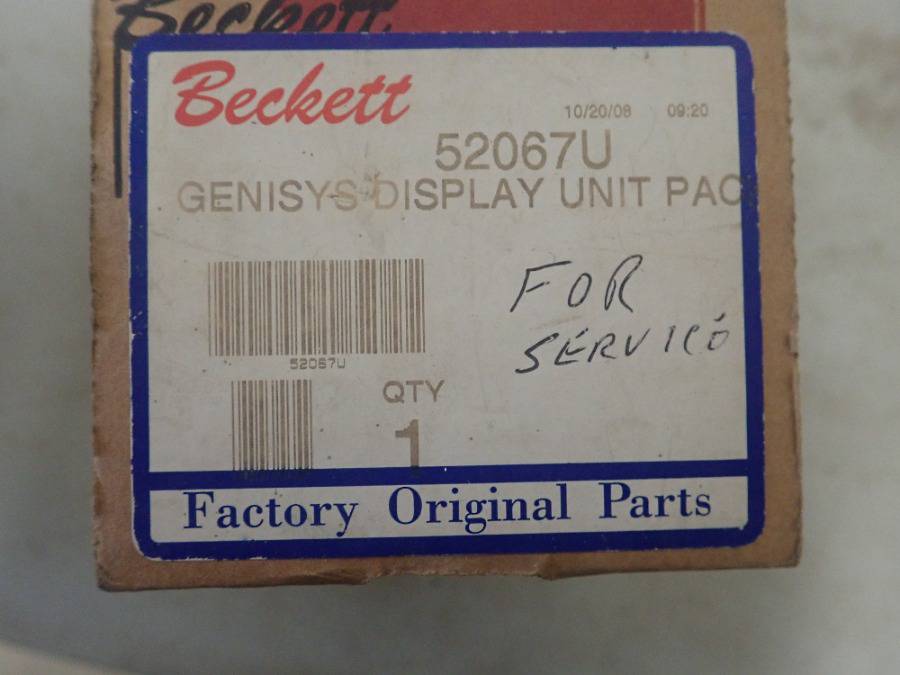 Beckett
Beckett
10/20/08 09:20
52067U
GENISYS DISPLAY UNIT PAC
FOR
SERVICE
52067U
QTY
1
Factory Original Parts